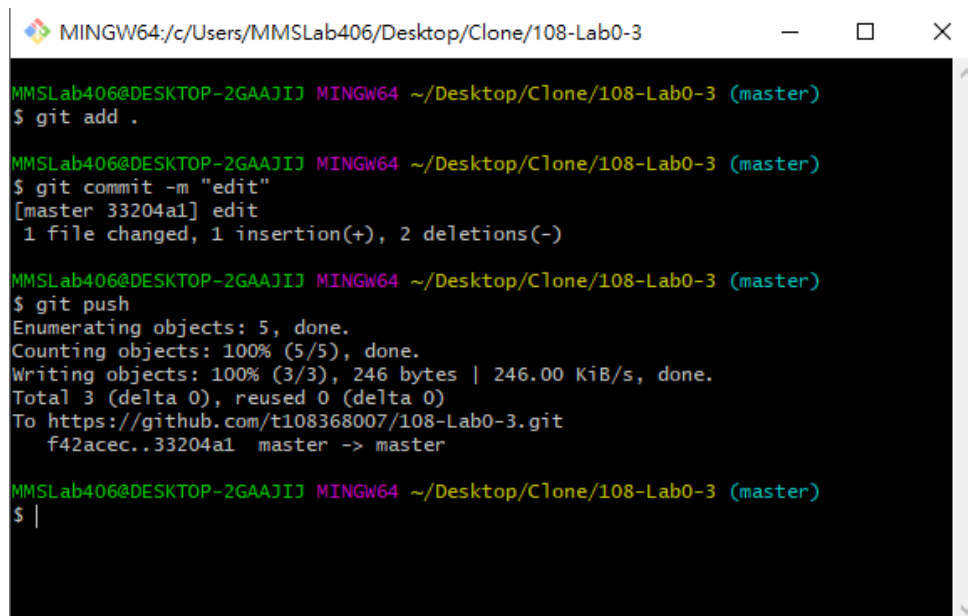 MINGW64:/c/Users/MMSLab406/Desktop/Clone/108-Lab0-3
MMSLab406@DESKTOP-2GAAJIJ MINGW64 ~/Desktop/Clone/108-Lab0-3 (master)
$ git add .
MMSLab406@DESKTOP-2GAAJIJ MINGW64 ~/Desktop/Clone/108-Lab0-3 (master)
$ git commit -m "edit"
[master 33204a1] edit
 1 file changed, 1 insertion(+), 2 deletions(-)
MMSLab406@DESKTOP-2GAAJIJ MINGW64 ~/Desktop/Clone/108-Lab0-3 (master)
$ git push
Enumerating objects: 5, done.
Counting objects: 100% (5/5), done.
Writing objects: 100% (3/3), 246 bytes | 246.00 KiB/s, done.
Total 3 (delta 0), reused 0 (delta 0)
To https://github.com/t108368007/108-Lab0-3.git
   f42acec..33204a1  master -> master
MMSLab406@DESKTOP-2GAAJIJ MINGW64 ~/Desktop/Clone/108-Lab0-3 (master)
$